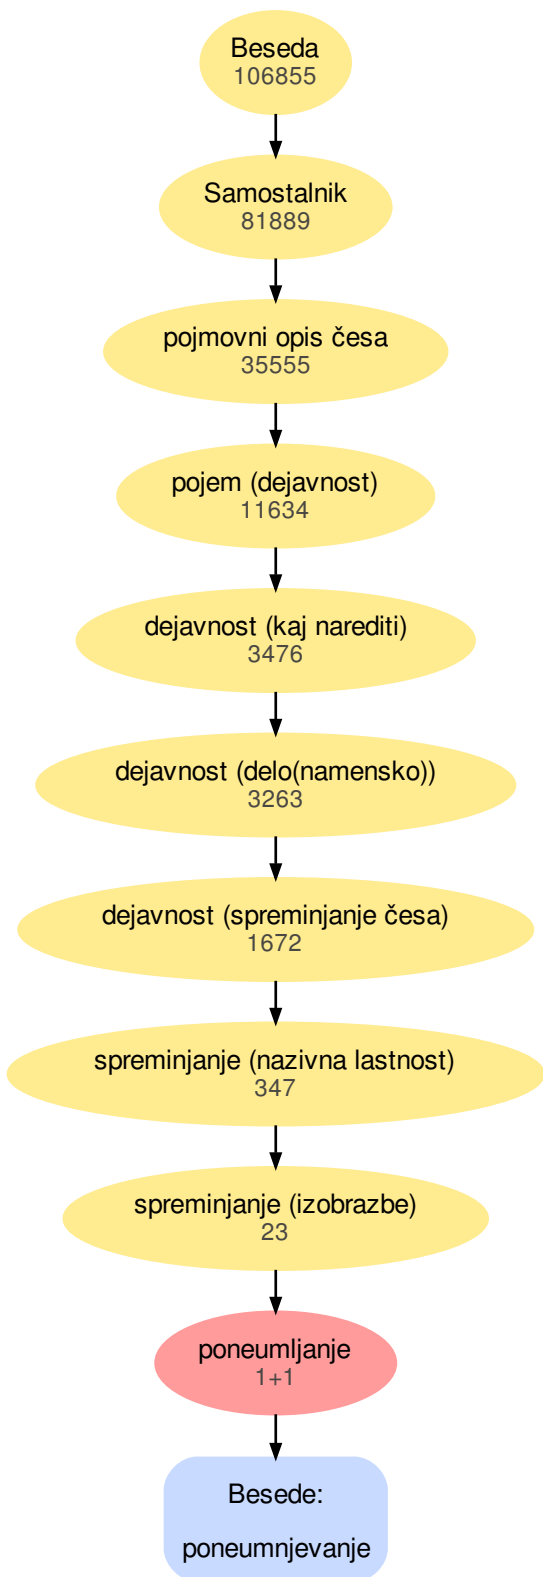 Beseda
106855
Samostalnik
81889
pojmovni opis česa
35555
pojem (dejavnost)
11634
dejavnost (kaj narediti)
3476
dejavnost (delo(namensko))
3263
dejavnost (spreminjanje česa)
1672
spreminjanje (nazivna lastnost)
347
spreminjanje (izobrazbe)
23
poneumljanje
1+1
Besede:
poneumnjevanje